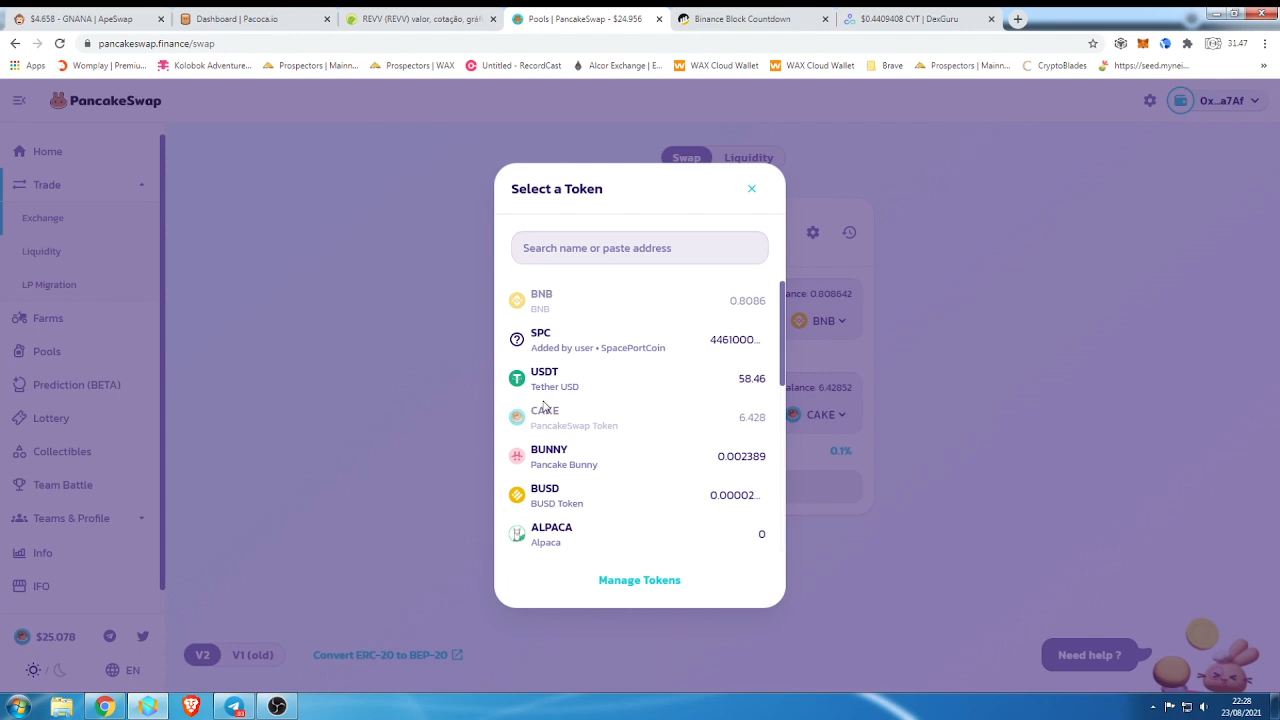 $4.658 - GNANA | ApeSwap
Dashboard | Pacoca.io
REVV (REVV) valor, cotação, gráf
Pools | PancakeSwap - $24.956
Binance Block Countdown
$0.4409408 CYT | DexGuru
pancakeswap.finance/swap
31.47
Apps
Womplay | Premiu...
Kolobok Adventure...
Prospectors | Mainn...
Prospectors | WAX
Untitled - RecordCast
Alcor Exchange | E...
WAX Cloud Wallet
WAX Cloud Wallet
Brave
Prospectors | Mainn...
CryptoBlades
https://seed.mynei...
PancakeSwap
0x...a7Af
Home
Trade
Exchange
Liquidity
LP Migration
Farms
Pools
Prediction (BETA)
Lottery
Collectibles
Team Battle
Teams & Profile
Info
IFO
$25.078
EN
Swap
Liquidity
Select a Token
Search name or paste address
BNB
BNB
0.8086
SPC
Added by user • SpacePortCoin
4461000...
USDT
Tether USD
58.46
CAKE
PancakeSwap Token
6.428
BUNNY
Pancake Bunny
0.002389
BUSD
BUSD Token
0.00002...
ALPACA
Alpaca
0
Manage Tokens
ance: 0.808642
BNB
alance: 6.42852
CAKE
0.1%
V2
V1 (old)
Convert ERC-20 to BEP-20
Need help ?
22:28
23/08/2021